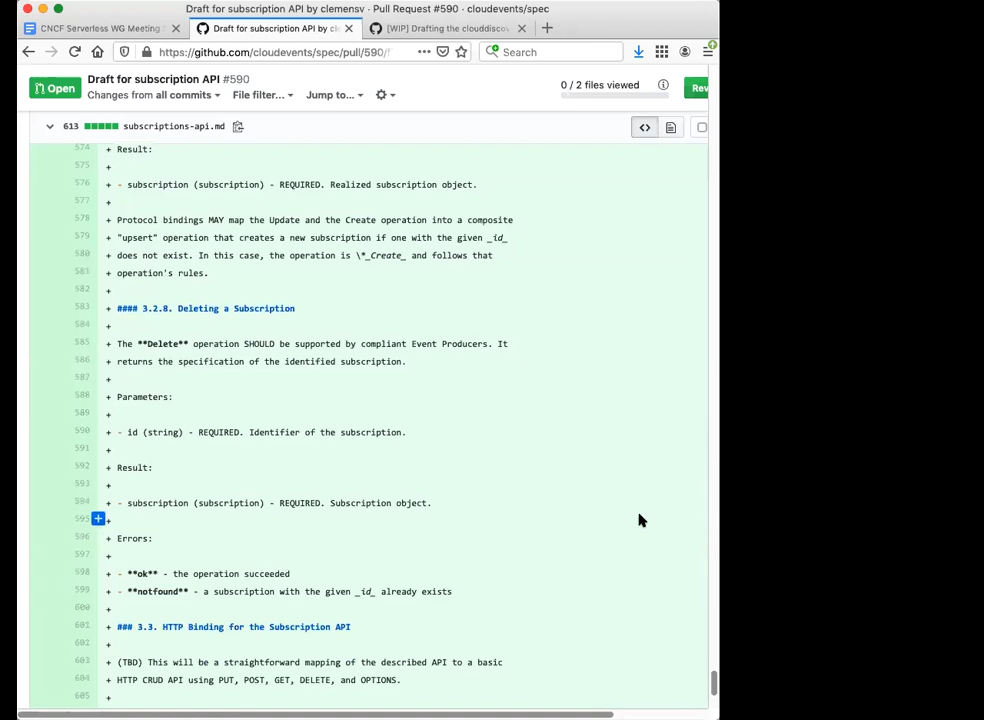 Draft for subscription API by clemensv · Pull Request #590 · cloudevents/spec
CNCF Serverless WG Meeting
Draft for subscription API by cle
[WIP] Drafting the clouddiscov
https://github.com/cloudevents/spec/pull/590/f
Search
Open
Draft for subscription API #590
Changes from all commits
File filter...
Jump to...
0 / 2 files viewed
Rev
613
subscriptions-api.md
574 + Result:
575 +
576 + - subscription (subscription) - REQUIRED. Realized subscription object.
577 +
578 + Protocol bindings MAY map the Update and the Create operation into a composite
579 + "upsert" operation that creates a new subscription if one with the given _id_
580 + does not exist. In this case, the operation is \*_Create_ and follows that
581 + operation's rules.
582 +
583 + #### 3.2.8. Deleting a Subscription
584 +
585 + The **Delete** operation SHOULD be supported by compliant Event Producers. It
586 + returns the specification of the identified subscription.
587 +
588 + Parameters:
589 +
590 + - id (string) - REQUIRED. Identifier of the subscription.
591 +
592 + Result:
593 +
594 + - subscription (subscription) - REQUIRED. Subscription object.
595 +
596 + Errors:
597 +
598 + - **ok** - the operation succeeded
599 + - **notfound** - a subscription with the given _id_ already exists
600 +
601 + ### 3.3. HTTP Binding for the Subscription API
602 +
603 + (TBD) This will be a straightforward mapping of the described API to a basic
604 + HTTP CRUD API using PUT, POST, GET, DELETE, and OPTIONS.
605 +